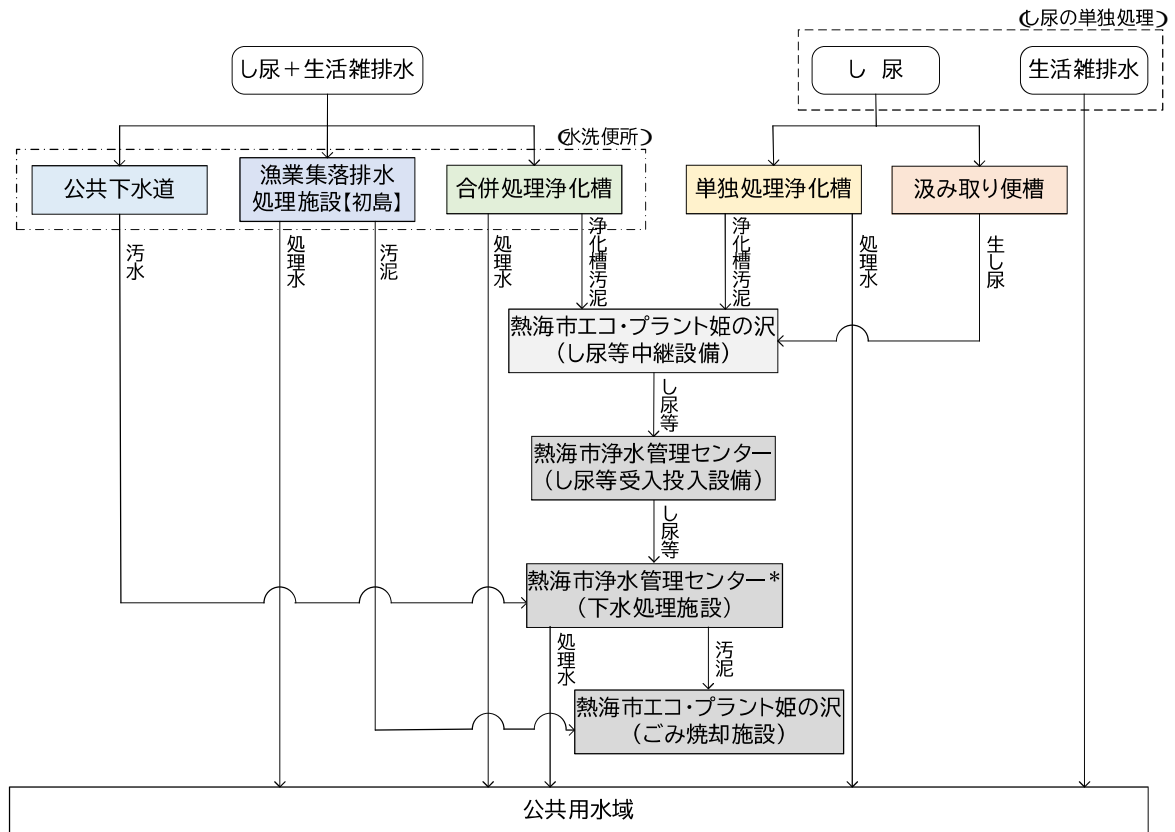 （し尿の単独処理）
し尿＋生活雑排水
し 尿
生活雑排水
（水洗便所）
公共下水道
漁業集落排水
処理施設【初島】
合併処理浄化槽
単独処理浄化槽
汲み取り便槽
汚水
処理水
汚泥
処理水
浄化槽汚泥
浄化槽汚泥
処理水
生し尿
熱海市エコ・プラント姫の沢
（し尿等中継設備）
し尿等
熱海市浄水管理センター
（し尿等受入投入設備）
し尿等
熱海市浄水管理センター*
（下水処理施設）
処理水
汚泥
熱海市エコ・プラント姫の沢
（ごみ焼却施設）
公共用水域